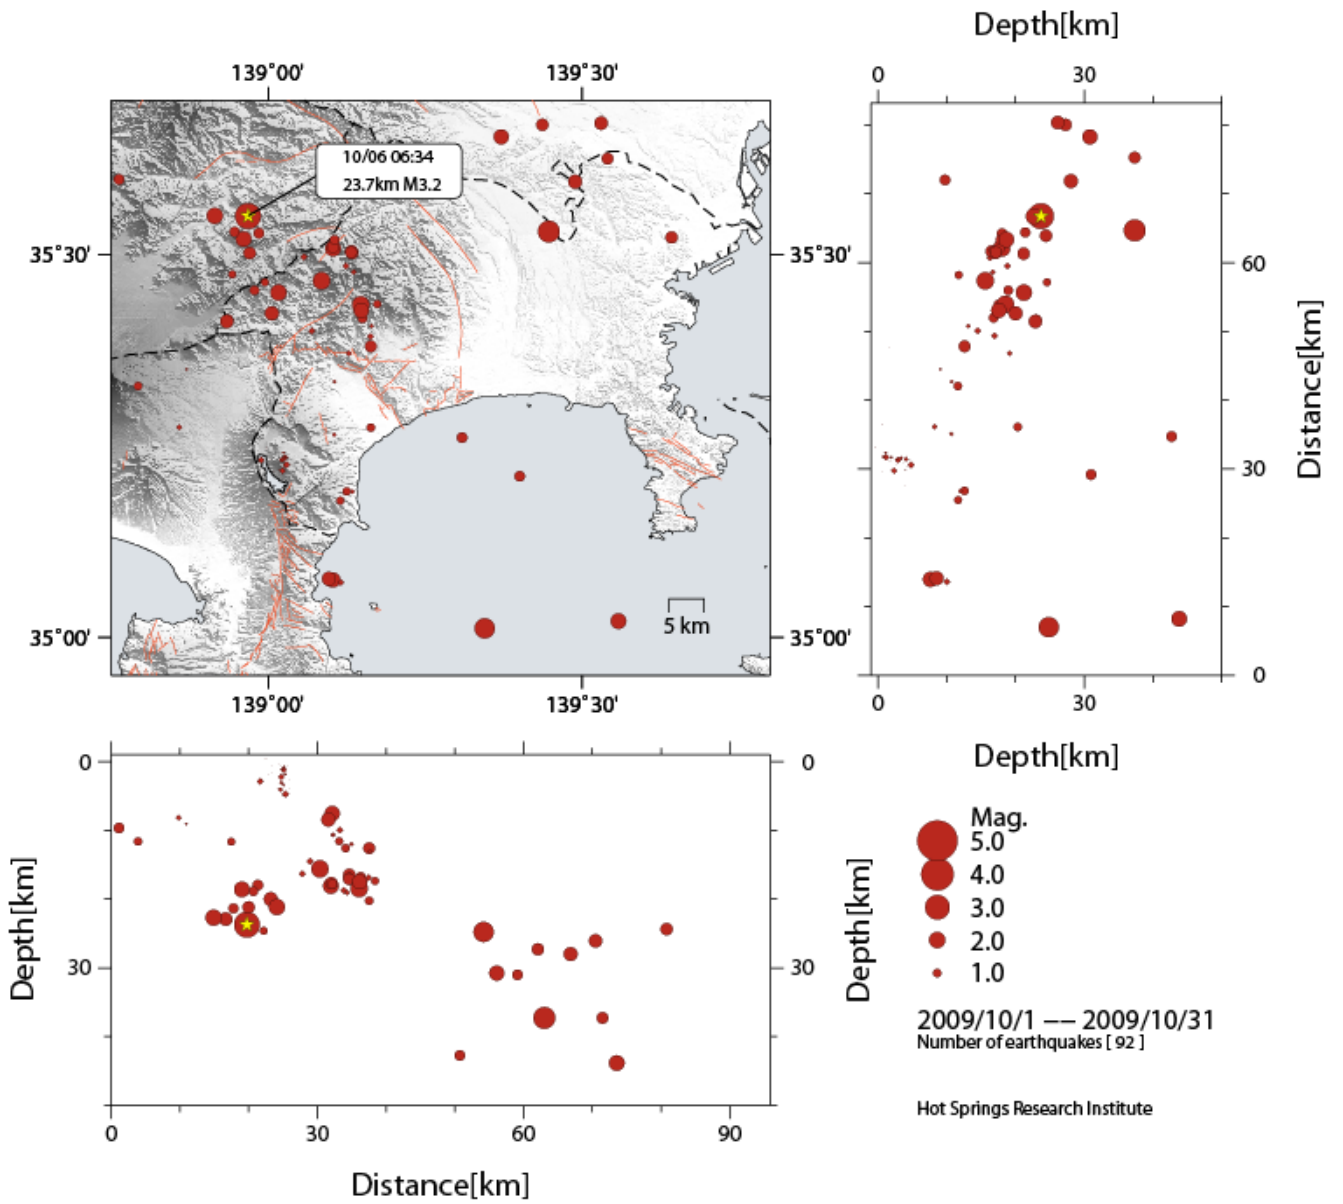 Depth[km]
139°00'
139°30'
0
30
10/06 06:34
23.7km M3.2
35°30'
35°30'
60
Distance[km]
30
5 km
35°00'
35°00'
0
139°00'
139°30'
0
30
Depth[km]
0
0
Mag.
5.0
4.0
3.0
2.0
1.0
Depth[km]
Depth[km]
30
30
2009/10/1 –– 2009/10/31
Number of earthquakes [ 92 ]
Hot Springs Research Institute
0
30
60
90
Distance[km]